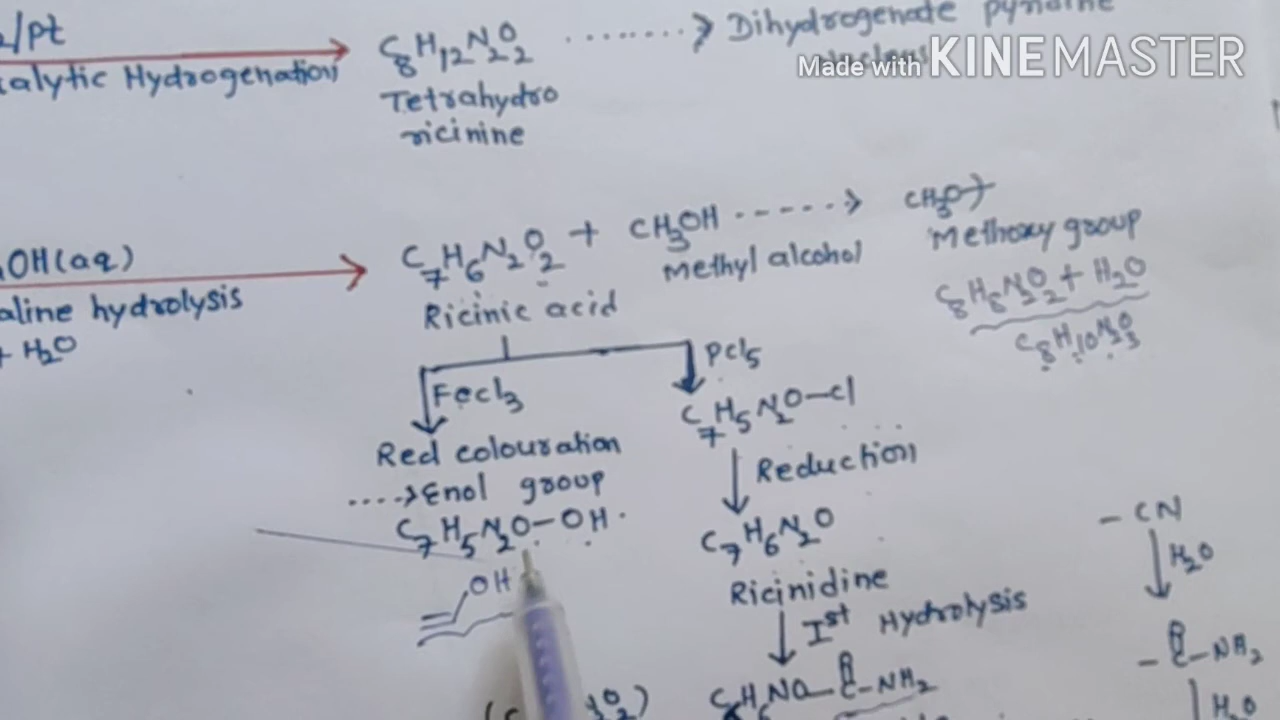 /Pt
C8H12N2O2 ········> Dihydrogenate pyridine
alytic Hydrogenation
Tetrahydro
ricinine
Made with KINEMASTER
OH(aq)
C7H6N2O2 + CH3OH -----> CH3O+
aline hydrolysis
Ricinic acid
Methyl alcohol
Methoxy group
+ H2O
C8H8N2O2 + H2O
C8H10N2O3
FeCl3
PCl5
Red colouration
C7H5N2O-Cl
Reduction
····> Enol group
C7H5N2O-OH
C7H6N2O
-CN
H2O
OH
Ricinidine
Ist Hydrolysis
-C-NH2
C6H6NO-C-NH2
H2O